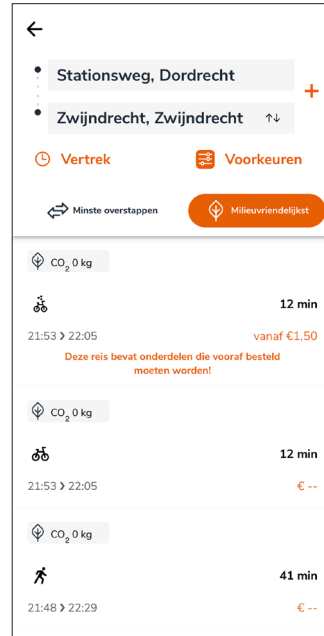 Stationsweg, Dordrecht
+
Zwijndrecht, Zwijndrecht
Vertrek
Voorkeuren
Minste overstappen
Milieuvriendelijkst
CO₂ 0 kg
12 min
21:53 › 22:05
vanaf €1,50
Deze reis bevat onderdelen die vooraf besteld
moeten worden!
CO₂ 0 kg
12 min
21:53 › 22:05
€ --
CO₂ 0 kg
41 min
21:48 › 22:29
€ --